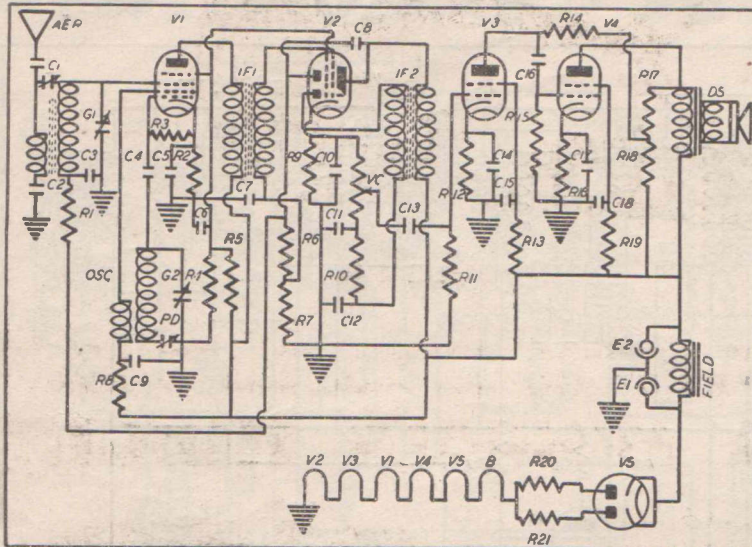 AER
V1
V2
C8
V3
R14
V4
C1
G1
IF1
IF2
C16
R17
DS
R3
C4
C5
R2
R9
C10
VC
R15
C3
C14
C17
R18
C2
R1
C7
R12
R16
C6
C11
C13
C15
C18
R5
R6
R13
R19
OSC
G2
R1
R10
R11
PD
R7
C12
E2
R8
C9
E1
FIELD
V2 V3 V1 V4 V5 B R20 V5
R21